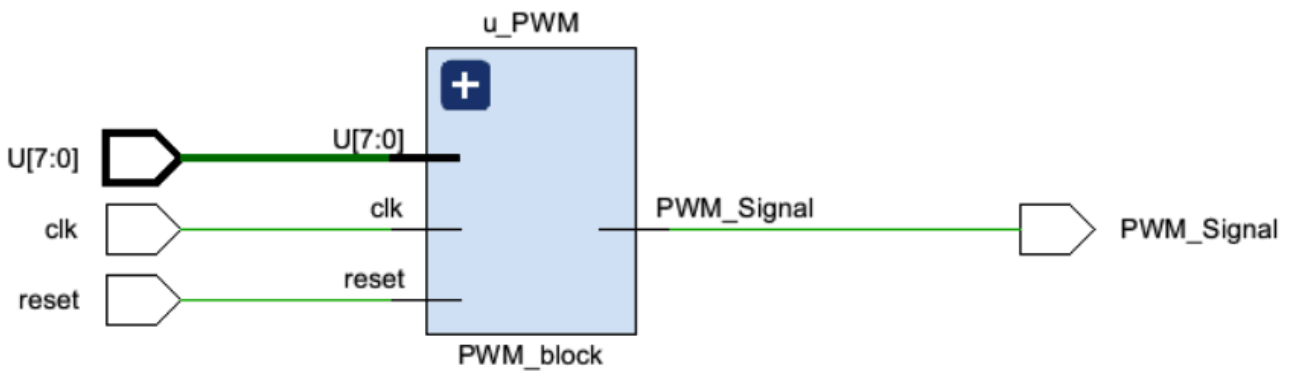 u_PWM
U[7:0]
U[7:0]
clk
clk
PWM_Signal
PWM_Signal
reset
reset
PWM_block